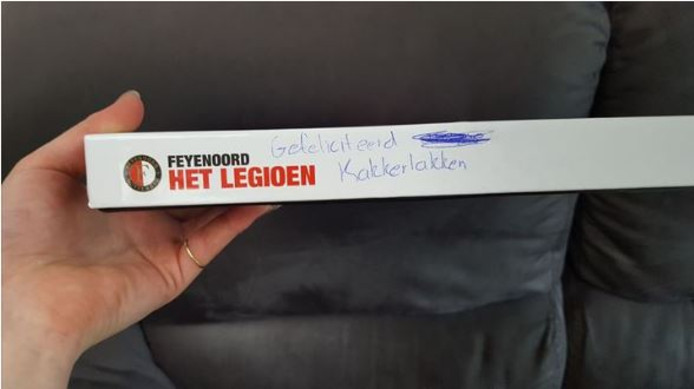 FEYENOORD
HET LEGIOEN
Gefeliciteerd
Kakkerlakken